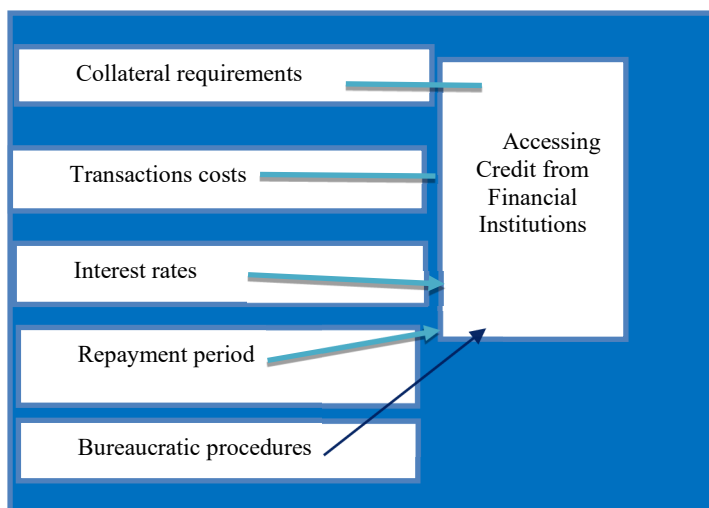 Collateral requirements
Transactions costs
Interest rates
Repayment period
Bureaucratic procedures
Accessing
Credit from
Financial
Institutions